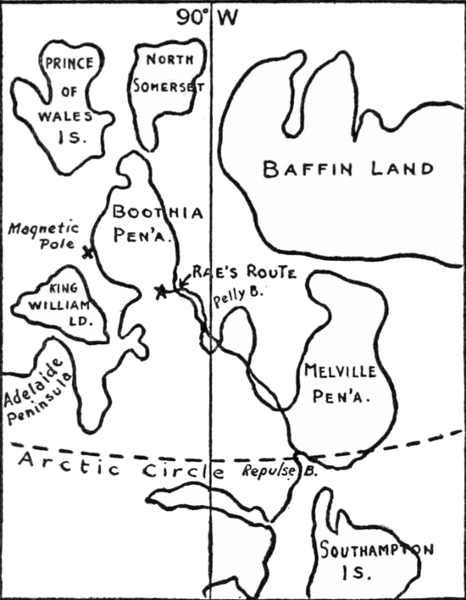 90° W
PRINCE
OF
WALES
IS.
NORTH
SOMERSET
BAFFIN LAND
BOOTHIA
PEN'A.
Magnetic
Pole
RAE'S ROUTE
Pelly B.
KING
WILLIAM
LD.
MELVILLE
PEN'A.
Adelaide
Peninsula
Arctic Circle
Repulse B.
SOUTHAMPTON
IS.